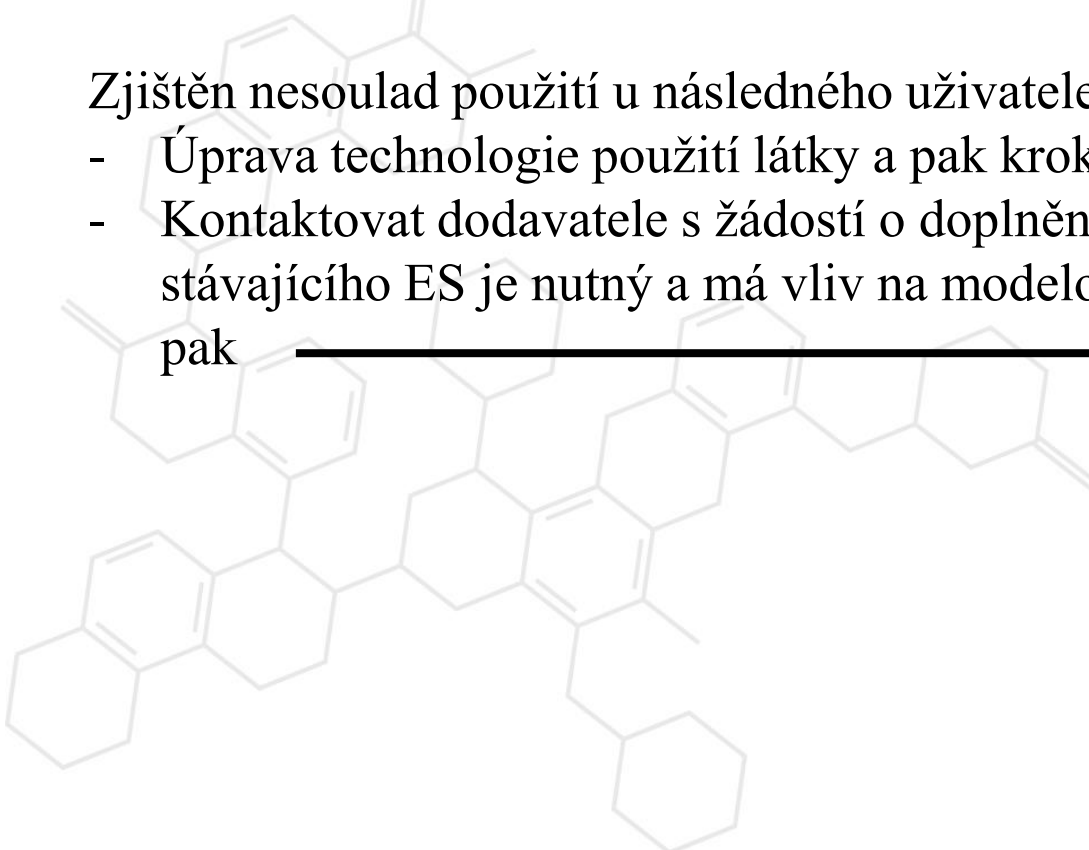 Zjištěn nesoulad použití u následného uživatele
- Úprava technologie použití látky a pak krok
- Kontaktovat dodavatele s žádostí o doplněn
stávajícího ES je nutný a má vliv na modelo
pak